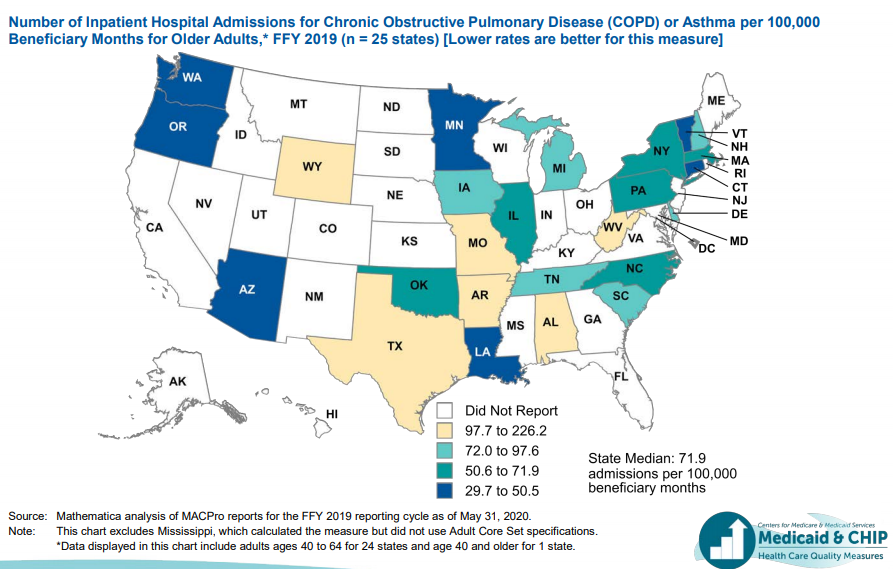 Number of Inpatient Hospital Admissions for Chronic Obstructive Pulmonary Disease (COPD) or Asthma per 100,000
Beneficiary Months for Older Adults,* FFY 2019 (n = 25 states) [Lower rates are better for this measure]
WA
MT
ND
MN
ME
OR
ID
WI
VT
NH
SD
NY
MA
WY
MI
RI
IA
PA
CT
NE
NJ
NV
IL
IN
OH
DE
UT
CA
CO
WV
VA
MD
KS
MO
DC
KY
NC
TN
AZ
OK
NM
AR
SC
MS
AL
GA
TX
LA
AK
FL
HI
Did Not Report
97.7 to 226.2
72.0 to 97.6
50.6 to 71.9
29.7 to 50.5
State Median: 71.9
admissions per 100,000
beneficiary months
Source: Mathematica analysis of MACPro reports for the FFY 2019 reporting cycle as of May 31, 2020.
Note: This chart excludes Mississippi, which calculated the measure but did not use Adult Core Set specifications.
*Data displayed in this chart include adults ages 40 to 64 for 24 states and age 40 and older for 1 state.
Centers for Medicare & Medicaid Services
Medicaid & CHIP
Health Care Quality Measures